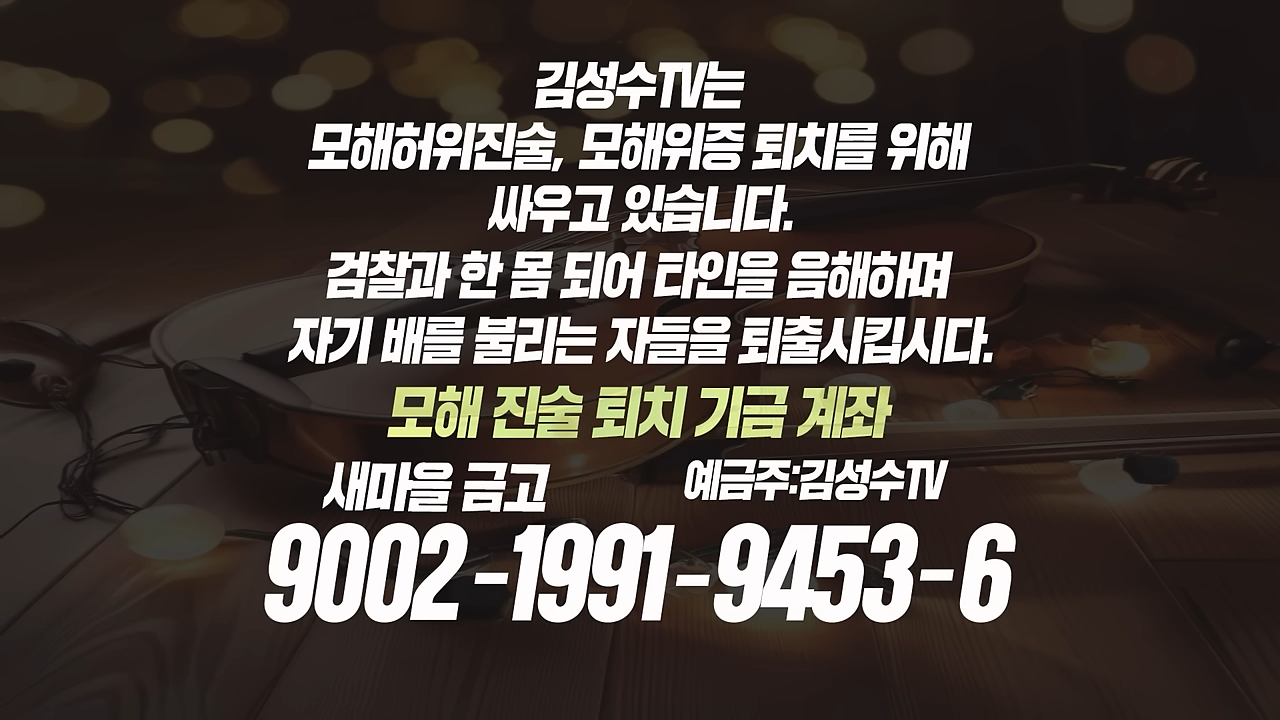 김성수TV는
모해허위진술, 모해위증 퇴치를 위해
싸우고 있습니다.
검찰과 한 몸 되어 타인을 음해하며
자기 배를 불리는 자들을 퇴출시킵시다.
모해 진술 퇴치 기금 계좌
새마을 금고 예금주:김성수TV
9002-1991-9453-6